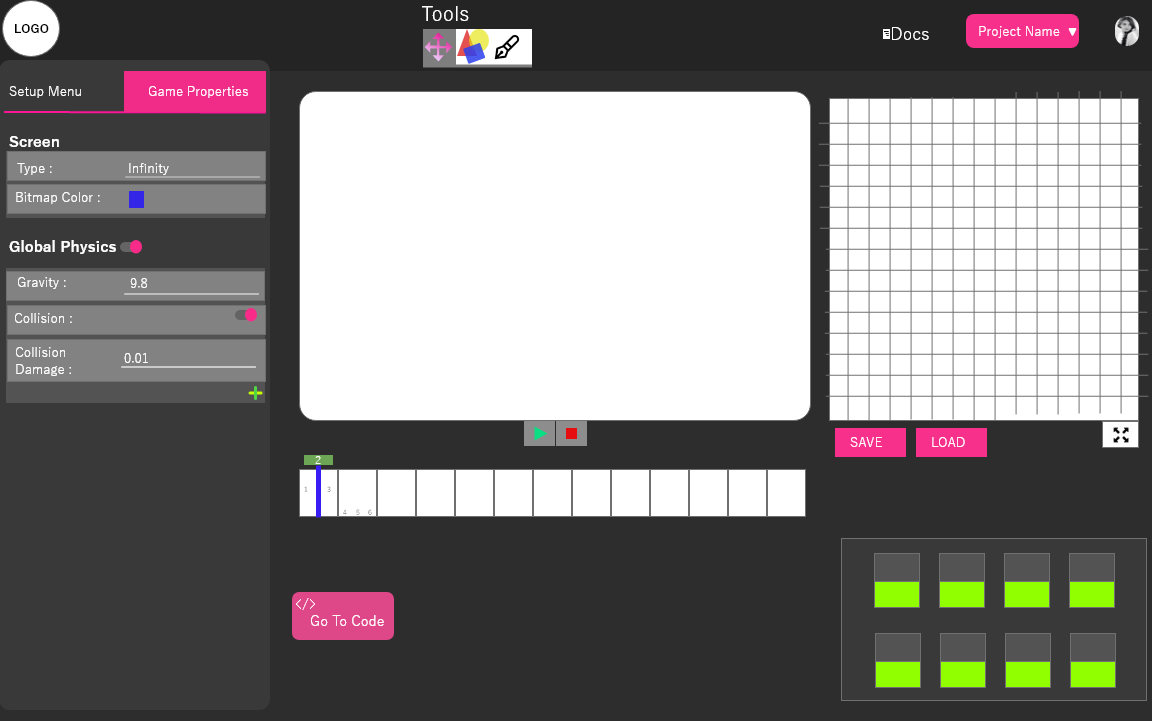 LOGO
Tools
Docs
Project Name ▼
Setup Menu
Game Properties
Screen
Type :
Infinity
Bitmap Color :
Global Physics
Gravity :
9.8
Collision :
Collision
Damage :
0.01
SAVE
LOAD
2
1
3
4 5 6
</>
Go To Code